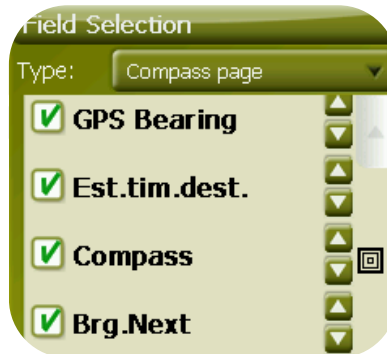 Field Selection
Type: Compass page
GPS Bearing
Est.tim.dest.
Compass
Brg.Next